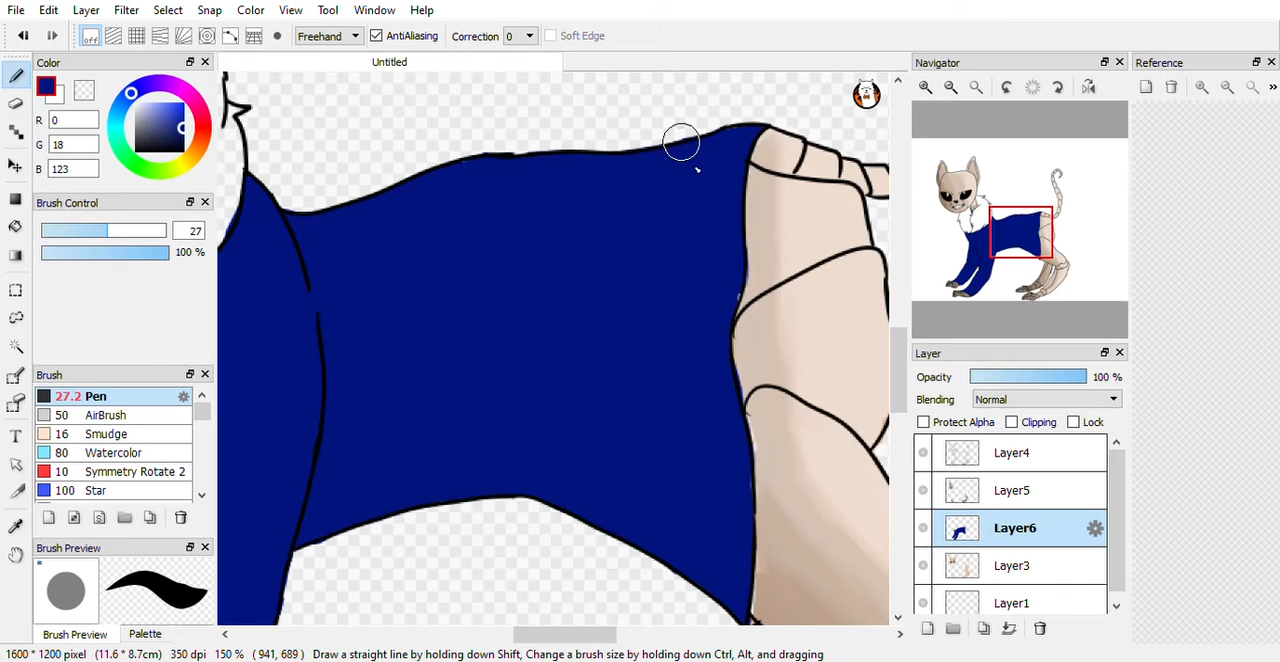 File Edit Layer Filter Select Snap Color View Tool Window Help
off Freehand AntiAliasing Correction 0 Soft Edge
Color
Untitled
Navigator
Reference
R 0
G 18
B 123
Brush Control
27
100 %
Brush
27.2 Pen
50 AirBrush
16 Smudge
80 Watercolor
10 Symmetry Rotate 2
100 Star
Brush Preview
Brush Preview Palette
Layer
Opacity 100 %
Blending Normal
Protect Alpha Clipping Lock
Layer4
Layer5
Layer6
Layer3
Layer1
1600 * 1200 pixel (11.6 * 8.7cm) 350 dpi 150 % ( 941, 689 ) Draw a straight line by holding down Shift, Change a brush size by holding down Ctrl, Alt, and dragging